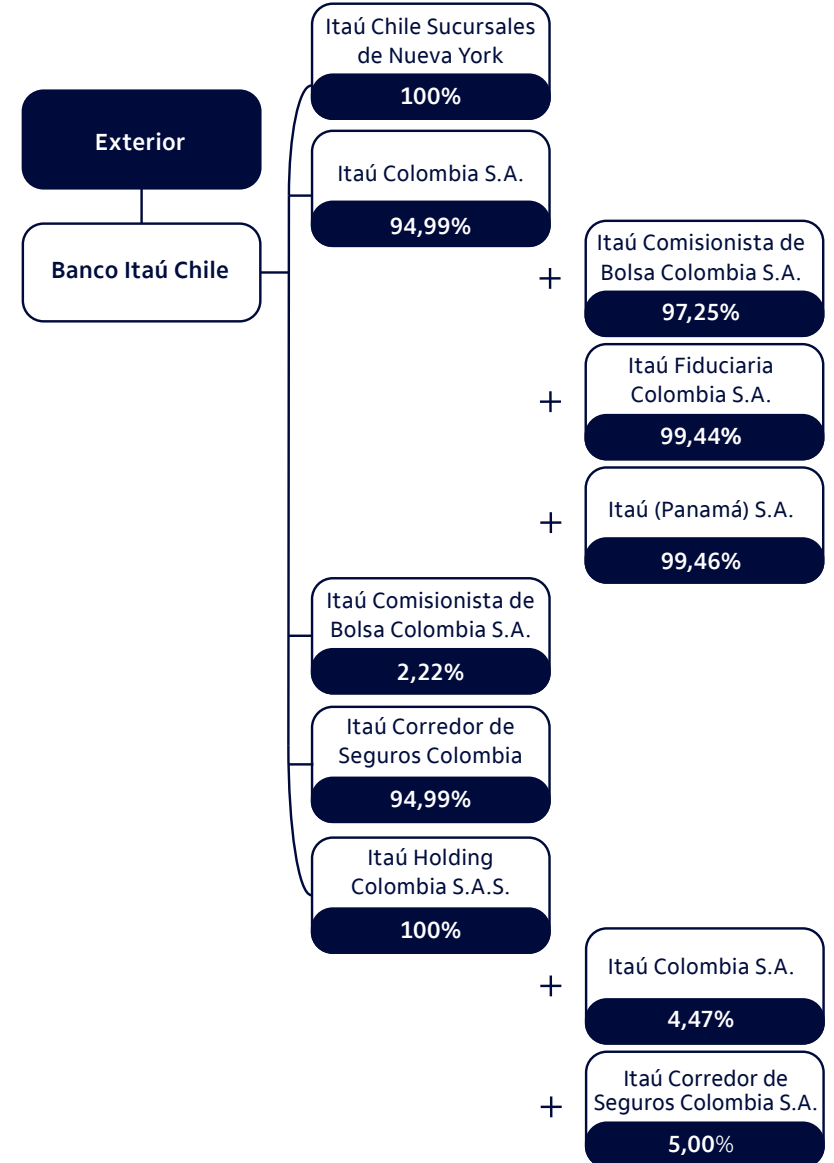 Itaú Chile Sucursales
de Nueva York
100%
Exterior
Itaú Colombia S.A.
94,99%
Banco Itaú Chile
+
Itaú Comisionista de
Bolsa Colombia S.A.
97,25%
+
Itaú Fiduciaria
Colombia S.A.
99,44%
+
Itaú (Panamá) S.A.
99,46%
Itaú Comisionista de
Bolsa Colombia S.A.
2,22%
Itaú Corredor de
Seguros Colombia
94,99%
Itaú Holding
Colombia S.A.S.
100%
+
Itaú Colombia S.A.
4,47%
+
Itaú Corredor de
Seguros Colombia S.A.
5,00%